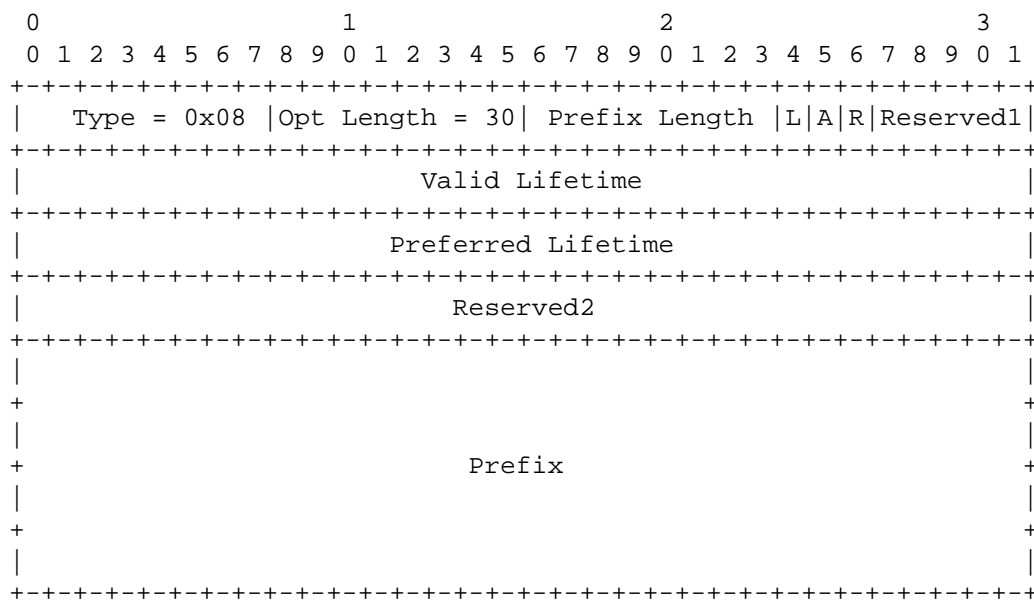 0                   1                   2                   3
 0 1 2 3 4 5 6 7 8 9 0 1 2 3 4 5 6 7 8 9 0 1 2 3 4 5 6 7 8 9 0 1
+-+-+-+-+-+-+-+-+-+-+-+-+-+-+-+-+-+-+-+-+-+-+-+-+-+-+-+-+-+-+-+-+
|   Type = 0x08 |Opt Length = 30| Prefix Length |L|A|R|Reserved1|
+-+-+-+-+-+-+-+-+-+-+-+-+-+-+-+-+-+-+-+-+-+-+-+-+-+-+-+-+-+-+-+-+
|                         Valid Lifetime                        |
+-+-+-+-+-+-+-+-+-+-+-+-+-+-+-+-+-+-+-+-+-+-+-+-+-+-+-+-+-+-+-+-+
|                       Preferred Lifetime                      |
+-+-+-+-+-+-+-+-+-+-+-+-+-+-+-+-+-+-+-+-+-+-+-+-+-+-+-+-+-+-+-+-+
|                           Reserved2                           |
+-+-+-+-+-+-+-+-+-+-+-+-+-+-+-+-+-+-+-+-+-+-+-+-+-+-+-+-+-+-+-+-+
|                                                               |
+                                                               +
|                                                               |
+                            Prefix                             +
|                                                               |
+                                                               +
|                                                               |
+-+-+-+-+-+-+-+-+-+-+-+-+-+-+-+-+-+-+-+-+-+-+-+-+-+-+-+-+-+-+-+-+